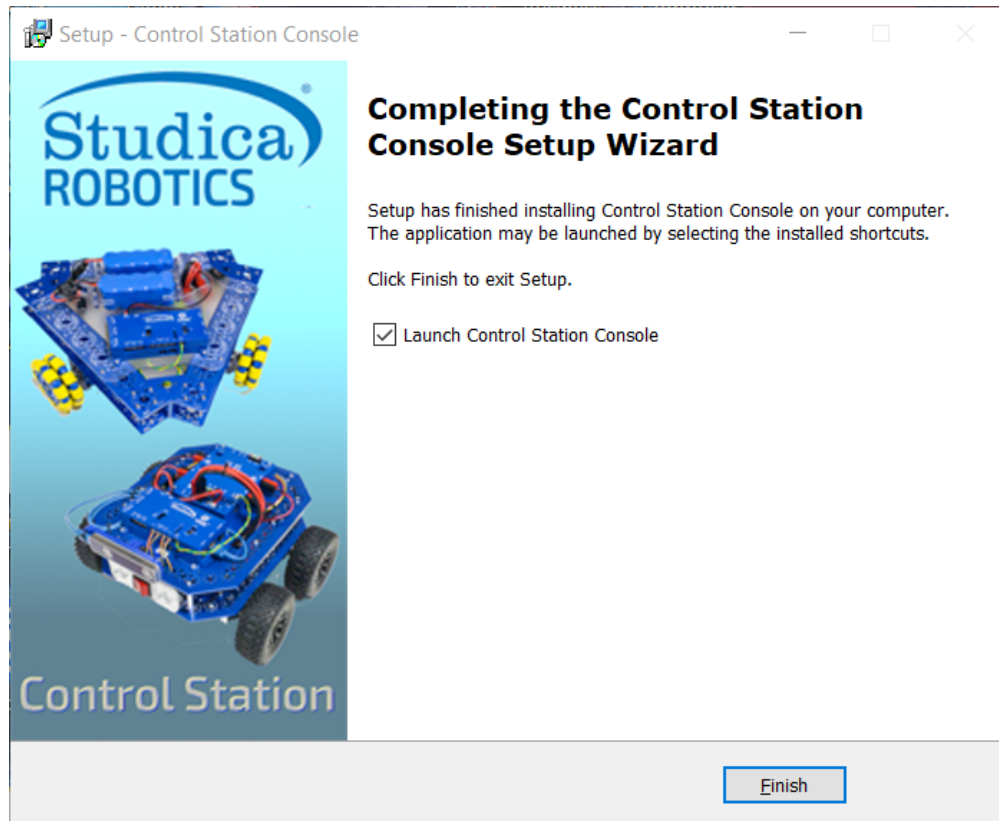 Setup - Control Station Console
Studica
ROBOTICS
Control Station
Completing the Control Station
Console Setup Wizard
Setup has finished installing Control Station Console on your computer.
The application may be launched by selecting the installed shortcuts.
Click Finish to exit Setup.
Launch Control Station Console
Finish